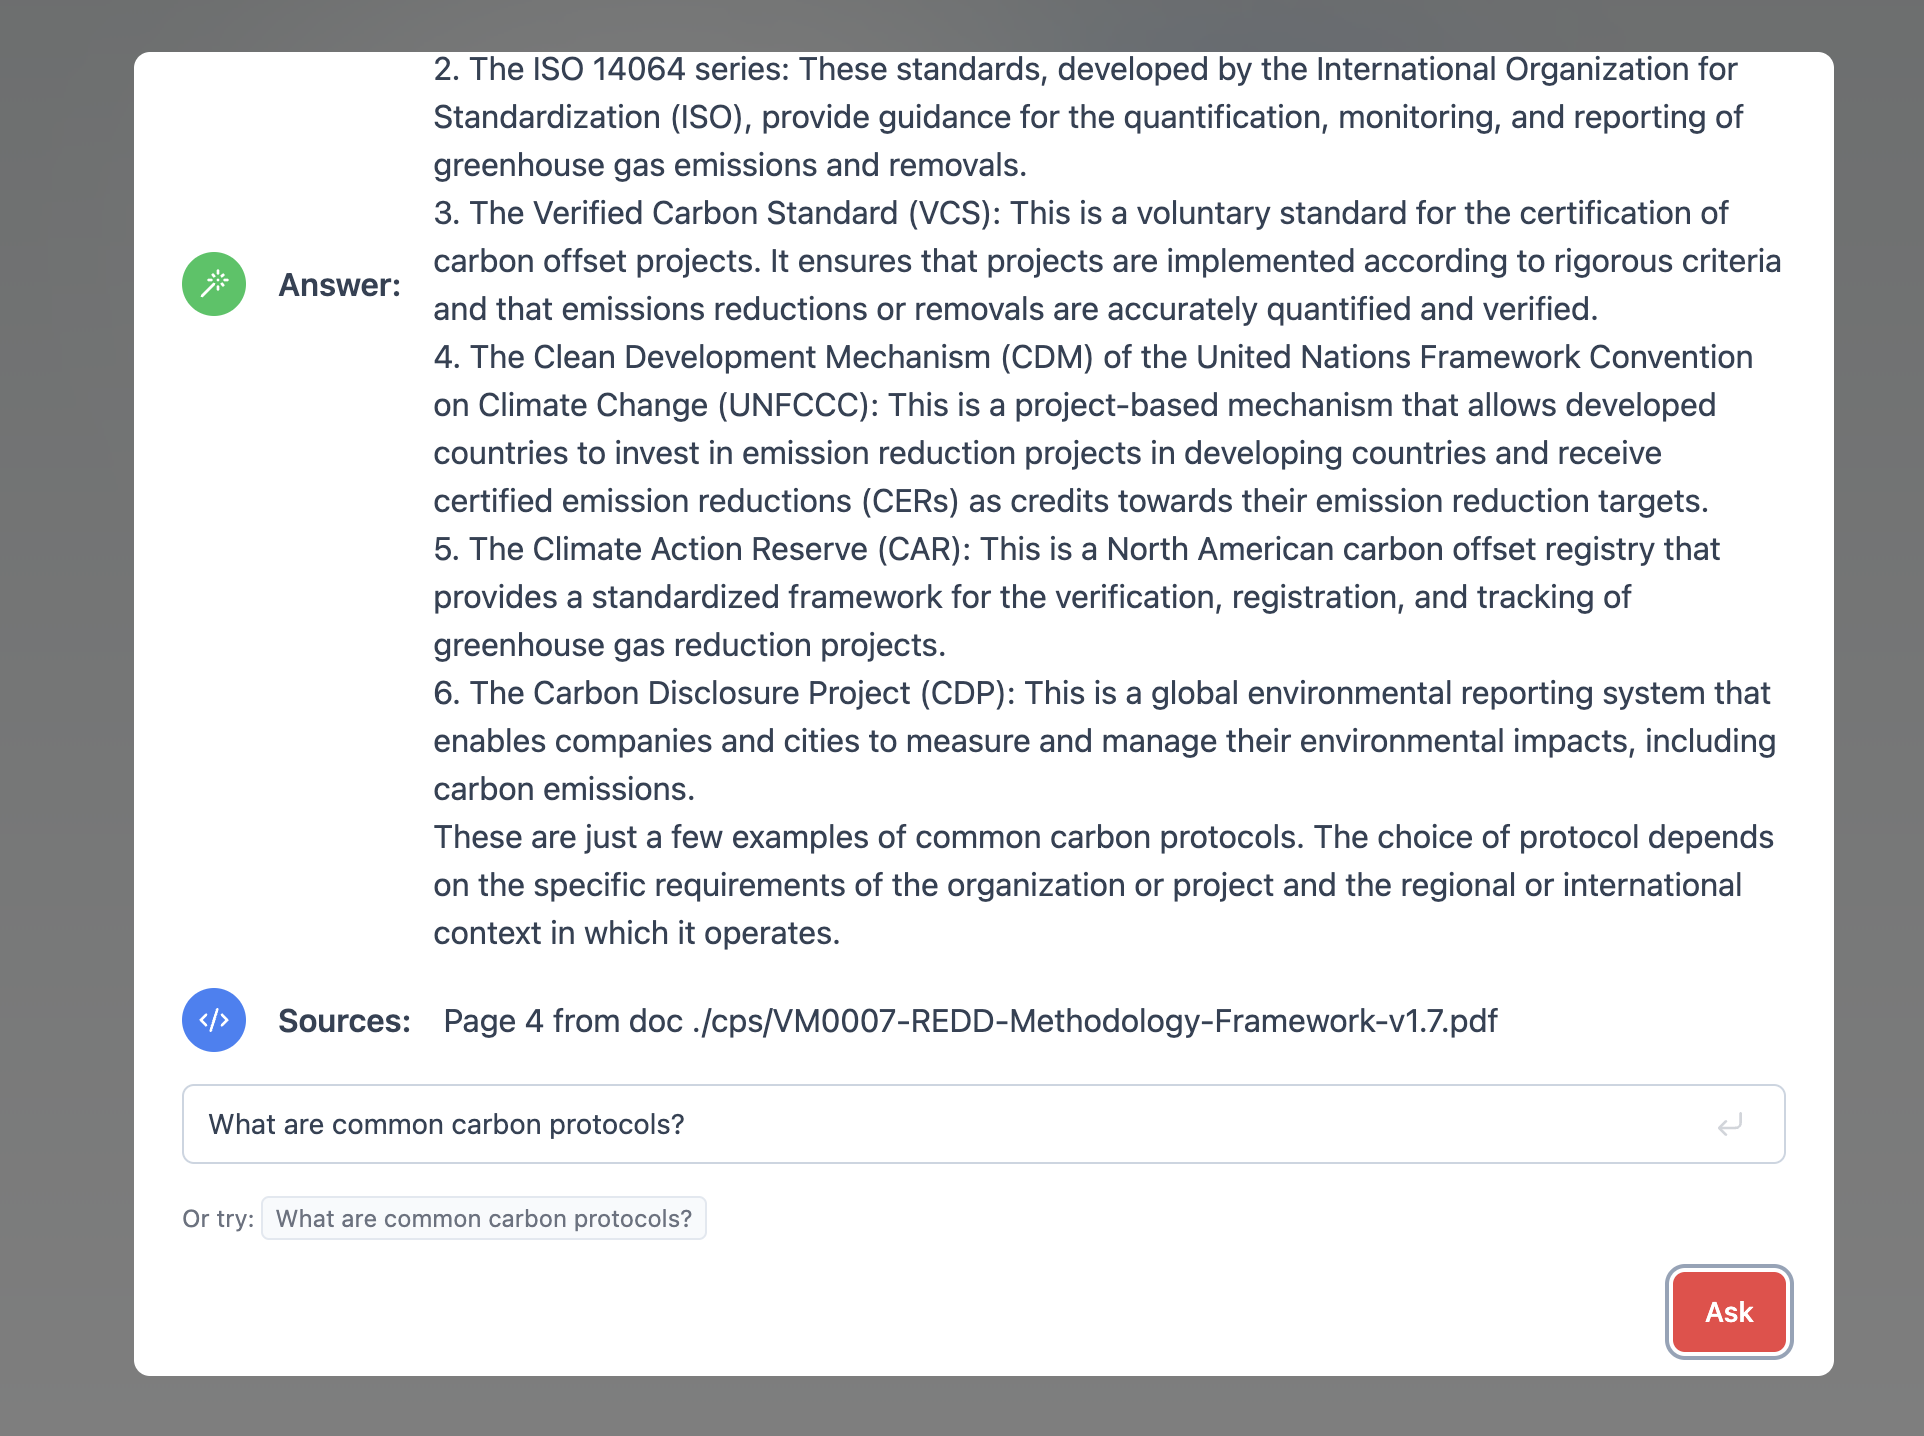 2. The ISO 14064 series: These standards, developed by the International Organization for
Standardization (ISO), provide guidance for the quantification, monitoring, and reporting of
greenhouse gas emissions and removals.
3. The Verified Carbon Standard (VCS): This is a voluntary standard for the certification of
carbon offset projects. It ensures that projects are implemented according to rigorous criteria
and that emissions reductions or removals are accurately quantified and verified.
Answer:
4. The Clean Development Mechanism (CDM) of the United Nations Framework Convention
on Climate Change (UNFCCC): This is a project-based mechanism that allows developed
countries to invest in emission reduction projects in developing countries and receive
certified emission reductions (CERs) as credits towards their emission reduction targets.
5. The Climate Action Reserve (CAR): This is a North American carbon offset registry that
provides a standardized framework for the verification, registration, and tracking of
greenhouse gas reduction projects.
6. The Carbon Disclosure Project (CDP): This is a global environmental reporting system that
enables companies and cities to measure and manage their environmental impacts, including
carbon emissions.
These are just a few examples of common carbon protocols. The choice of protocol depends
on the specific requirements of the organization or project and the regional or international
context in which it operates.
Sources: Page 4 from doc ./cps/VM0007-REDD-Methodology-Framework-v1.7.pdf
What are common carbon protocols?
Or try: What are common carbon protocols?
Ask